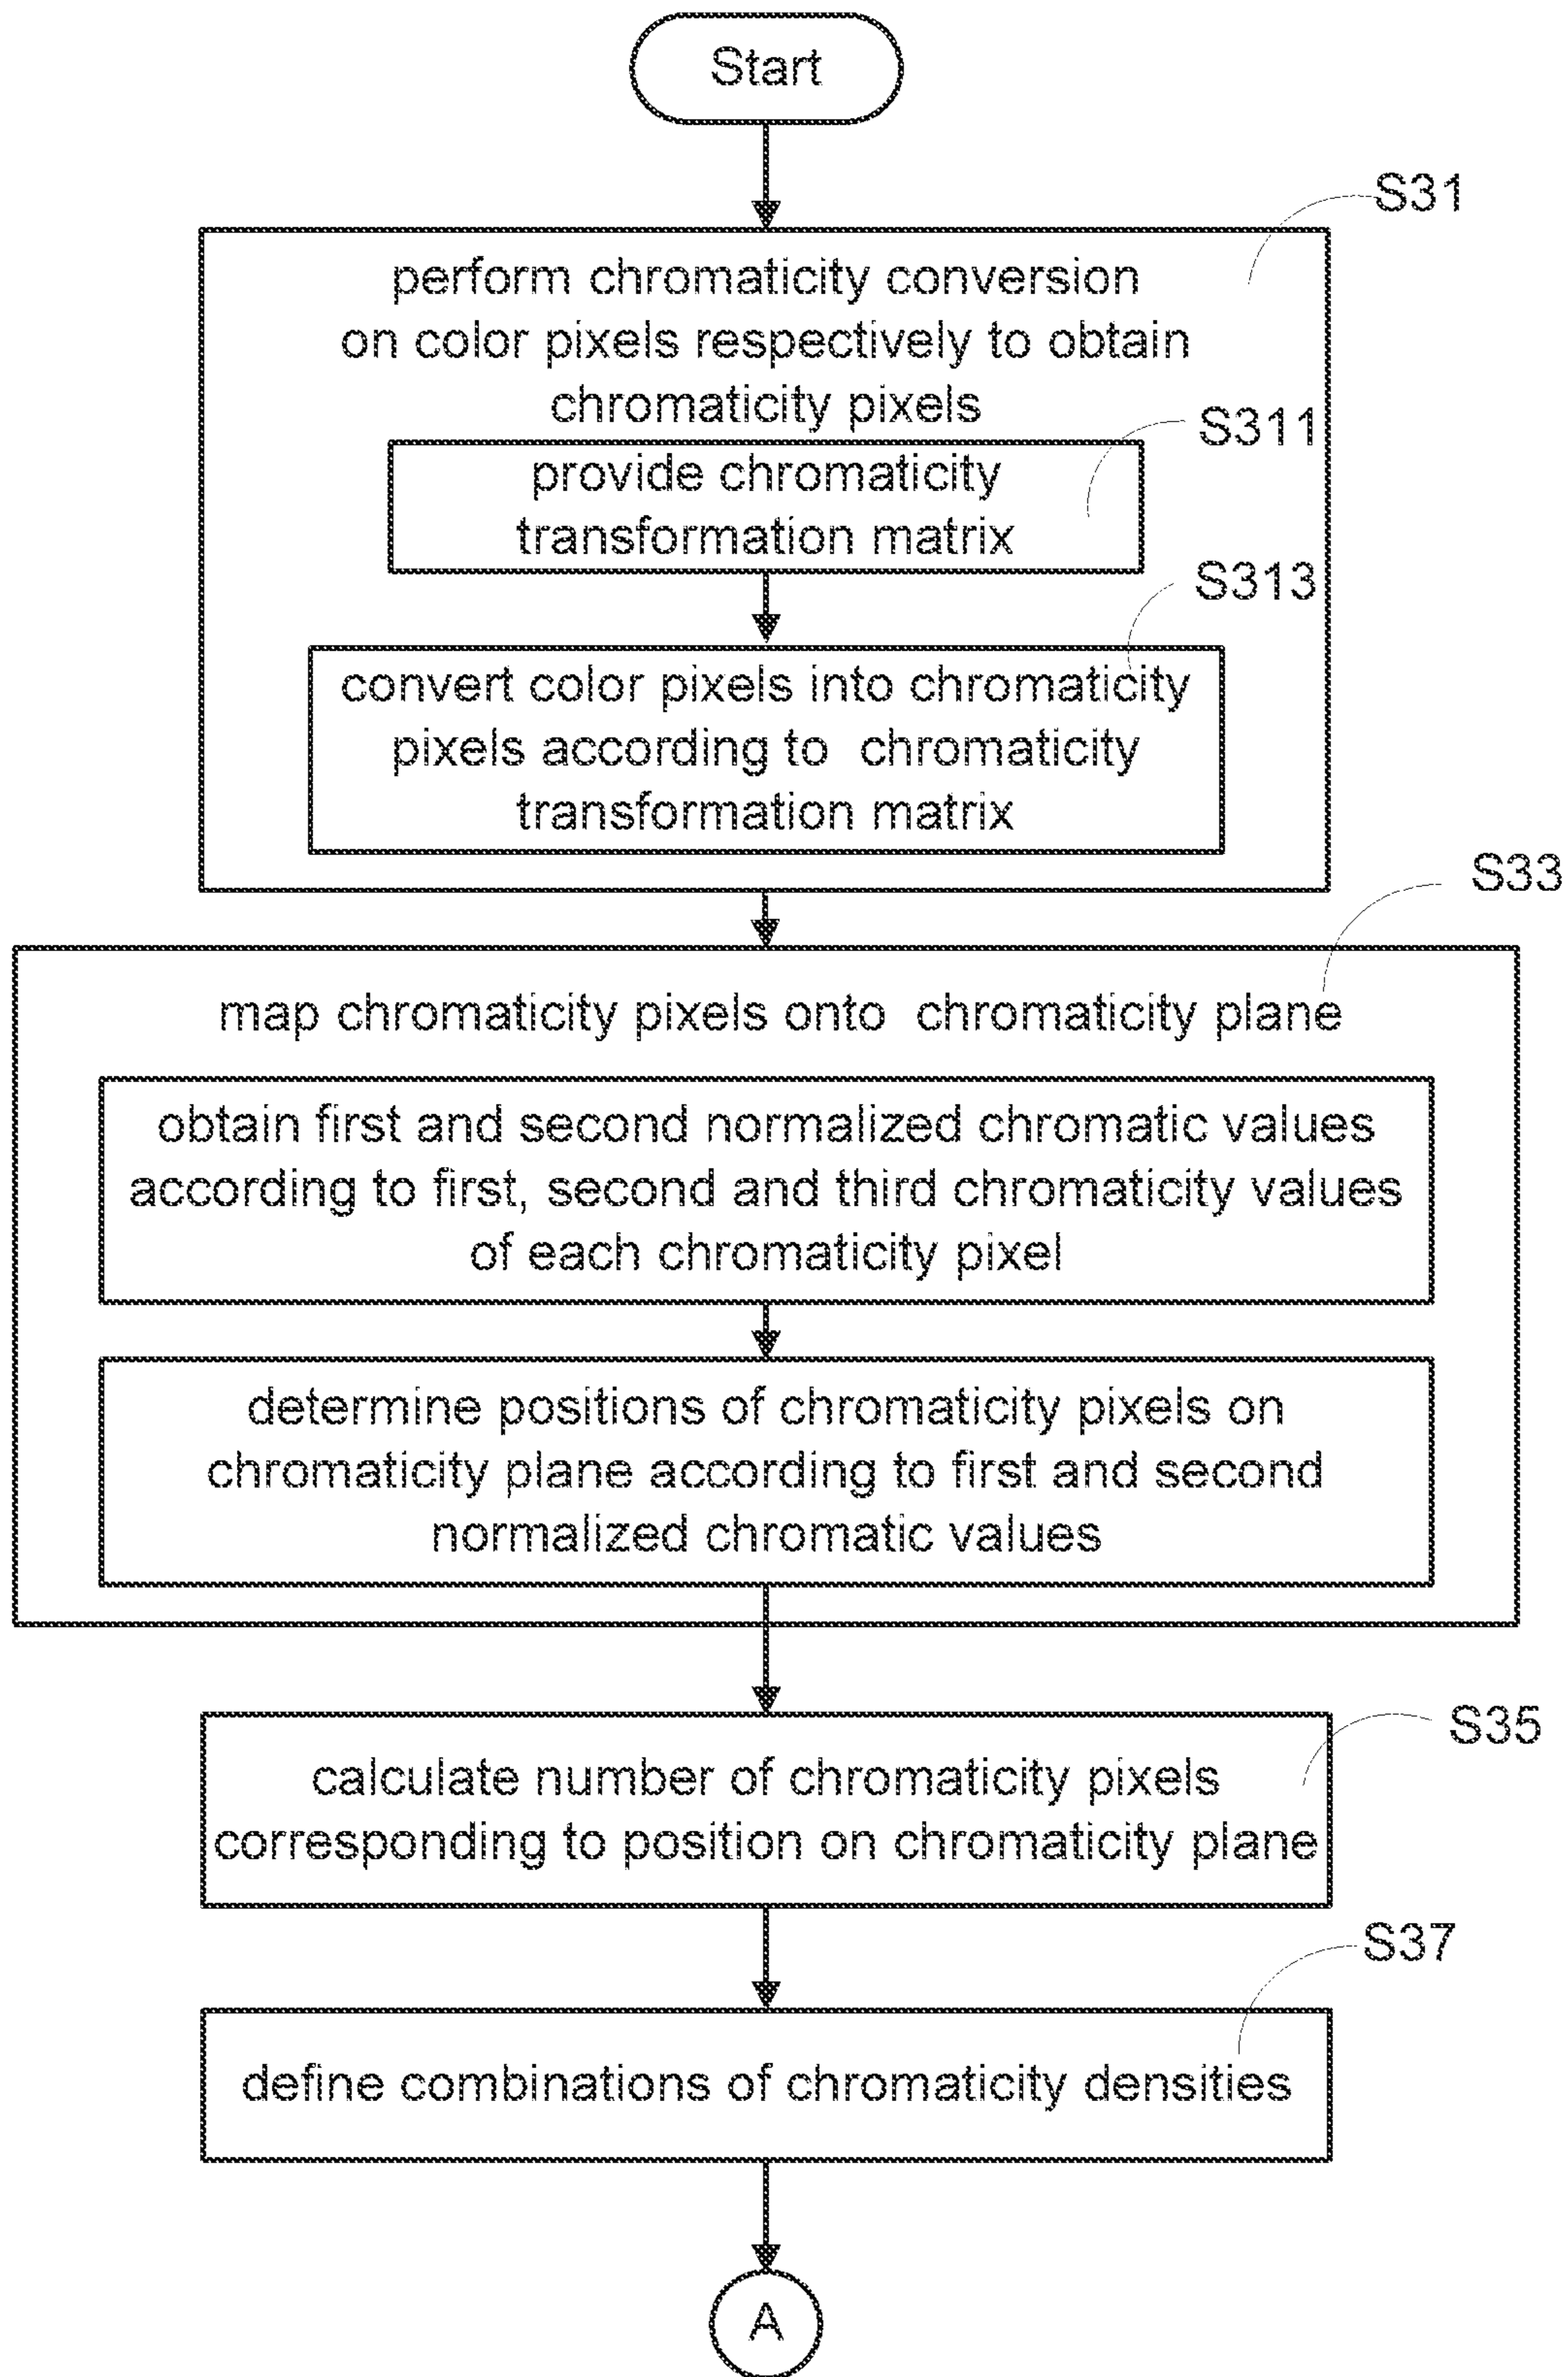 Start
S31
perform chromaticity conversion
on color pixels respectively to obtain
chromaticity pixels
S311
provide chromaticity
transformation matrix
S313
convert color pixels into chromaticity
pixels according to chromaticity
transformation matrix
S33
map chromaticity pixels onto chromaticity plane
obtain first and second normalized chromatic values
according to first, second and third chromaticity values
of each chromaticity pixel
determine positions of chromaticity pixels on
chromaticity plane according to first and second
normalized chromatic values
S35
calculate number of chromaticity pixels
corresponding to position on chromaticity plane
S37
define combinations of chromaticity densities
A